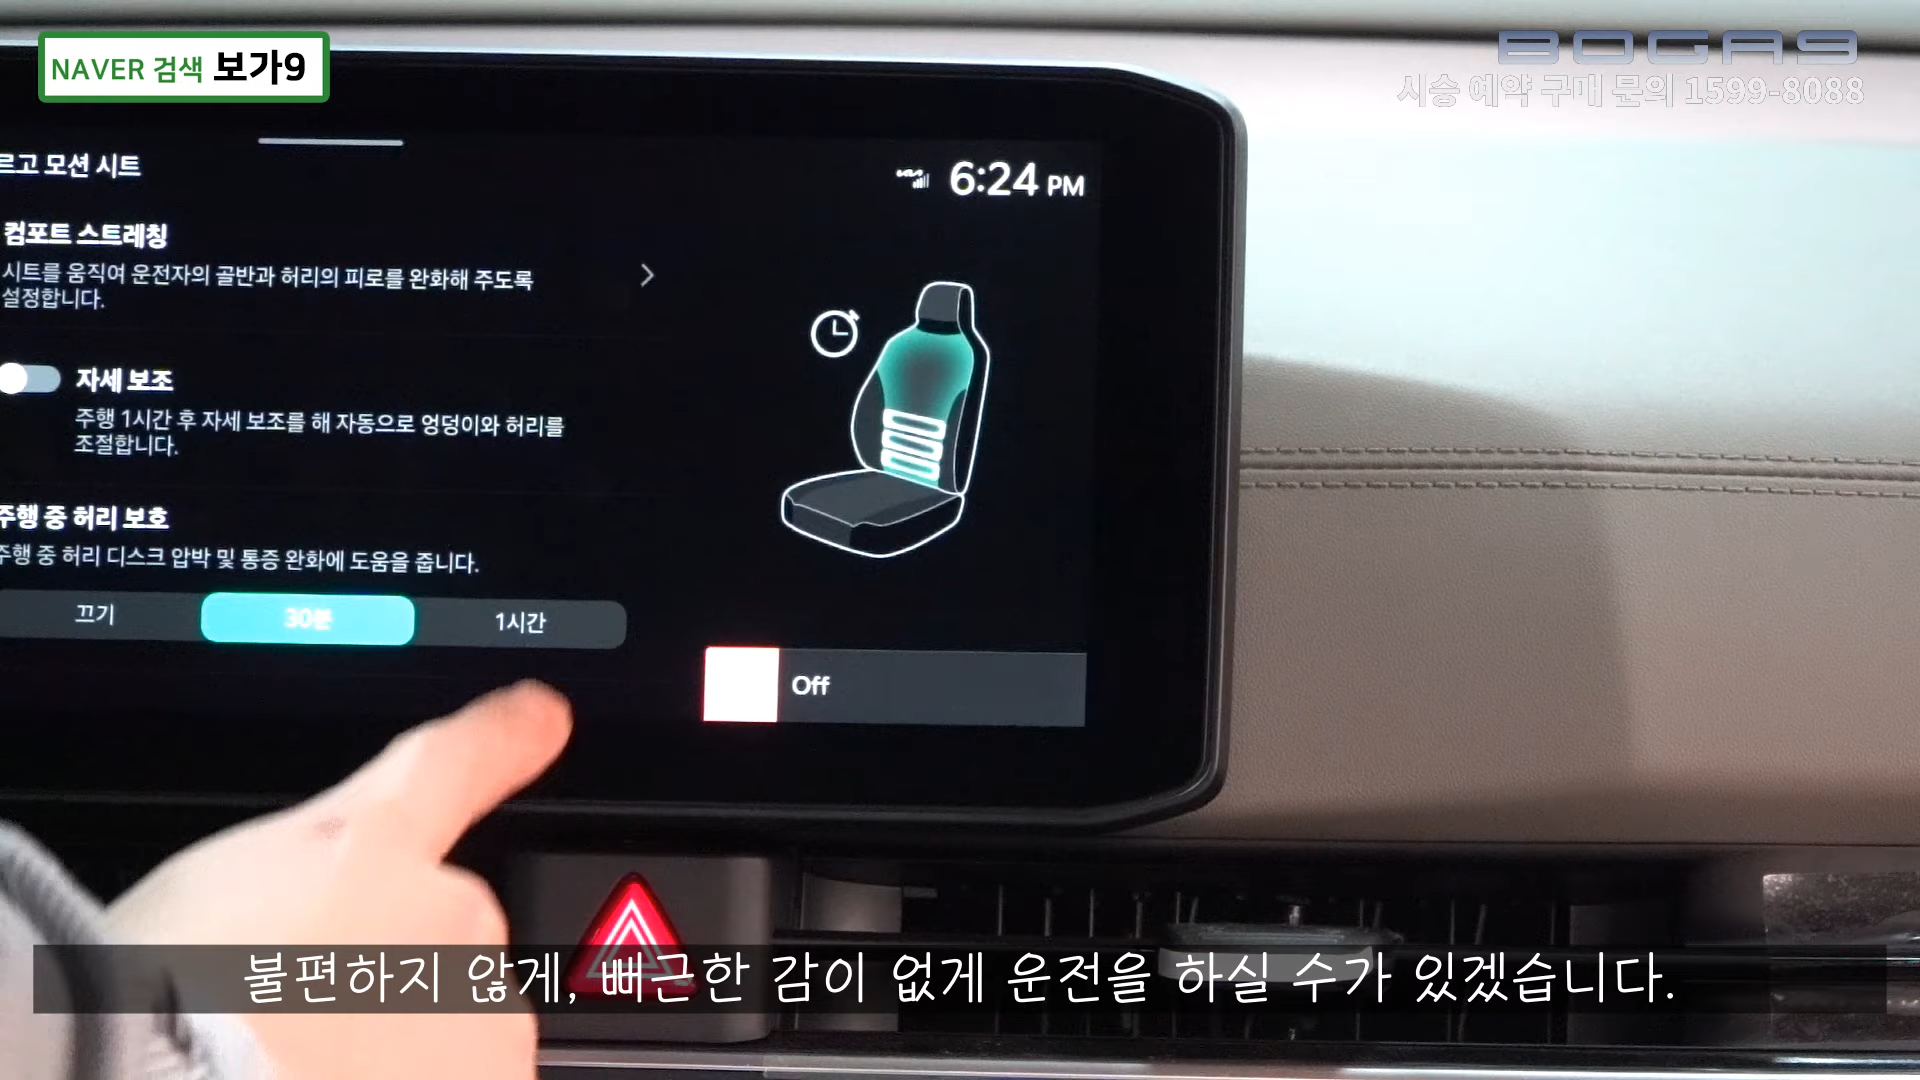 NAVER 검색 보가9
BOGA9
시승 예약 구매 문의 1599-8088
르고 모션 시트
6:24 PM
컴포트 스트레칭
시트를 움직여 운전자의 골반과 허리의 피로를 완화해 주도록
설정합니다.
자세 보조
주행 1시간 후 자세 보조를 해 자동으로 엉덩이와 허리를
조절합니다.
주행 중 허리 보호
주행 중 허리 디스크 압박 및 통증 완화에 도움을 줍니다.
끄기 30분 1시간
Off
불편하지 않게, 뻐근한 감이 없게 운전을 하실 수가 있겠습니다.